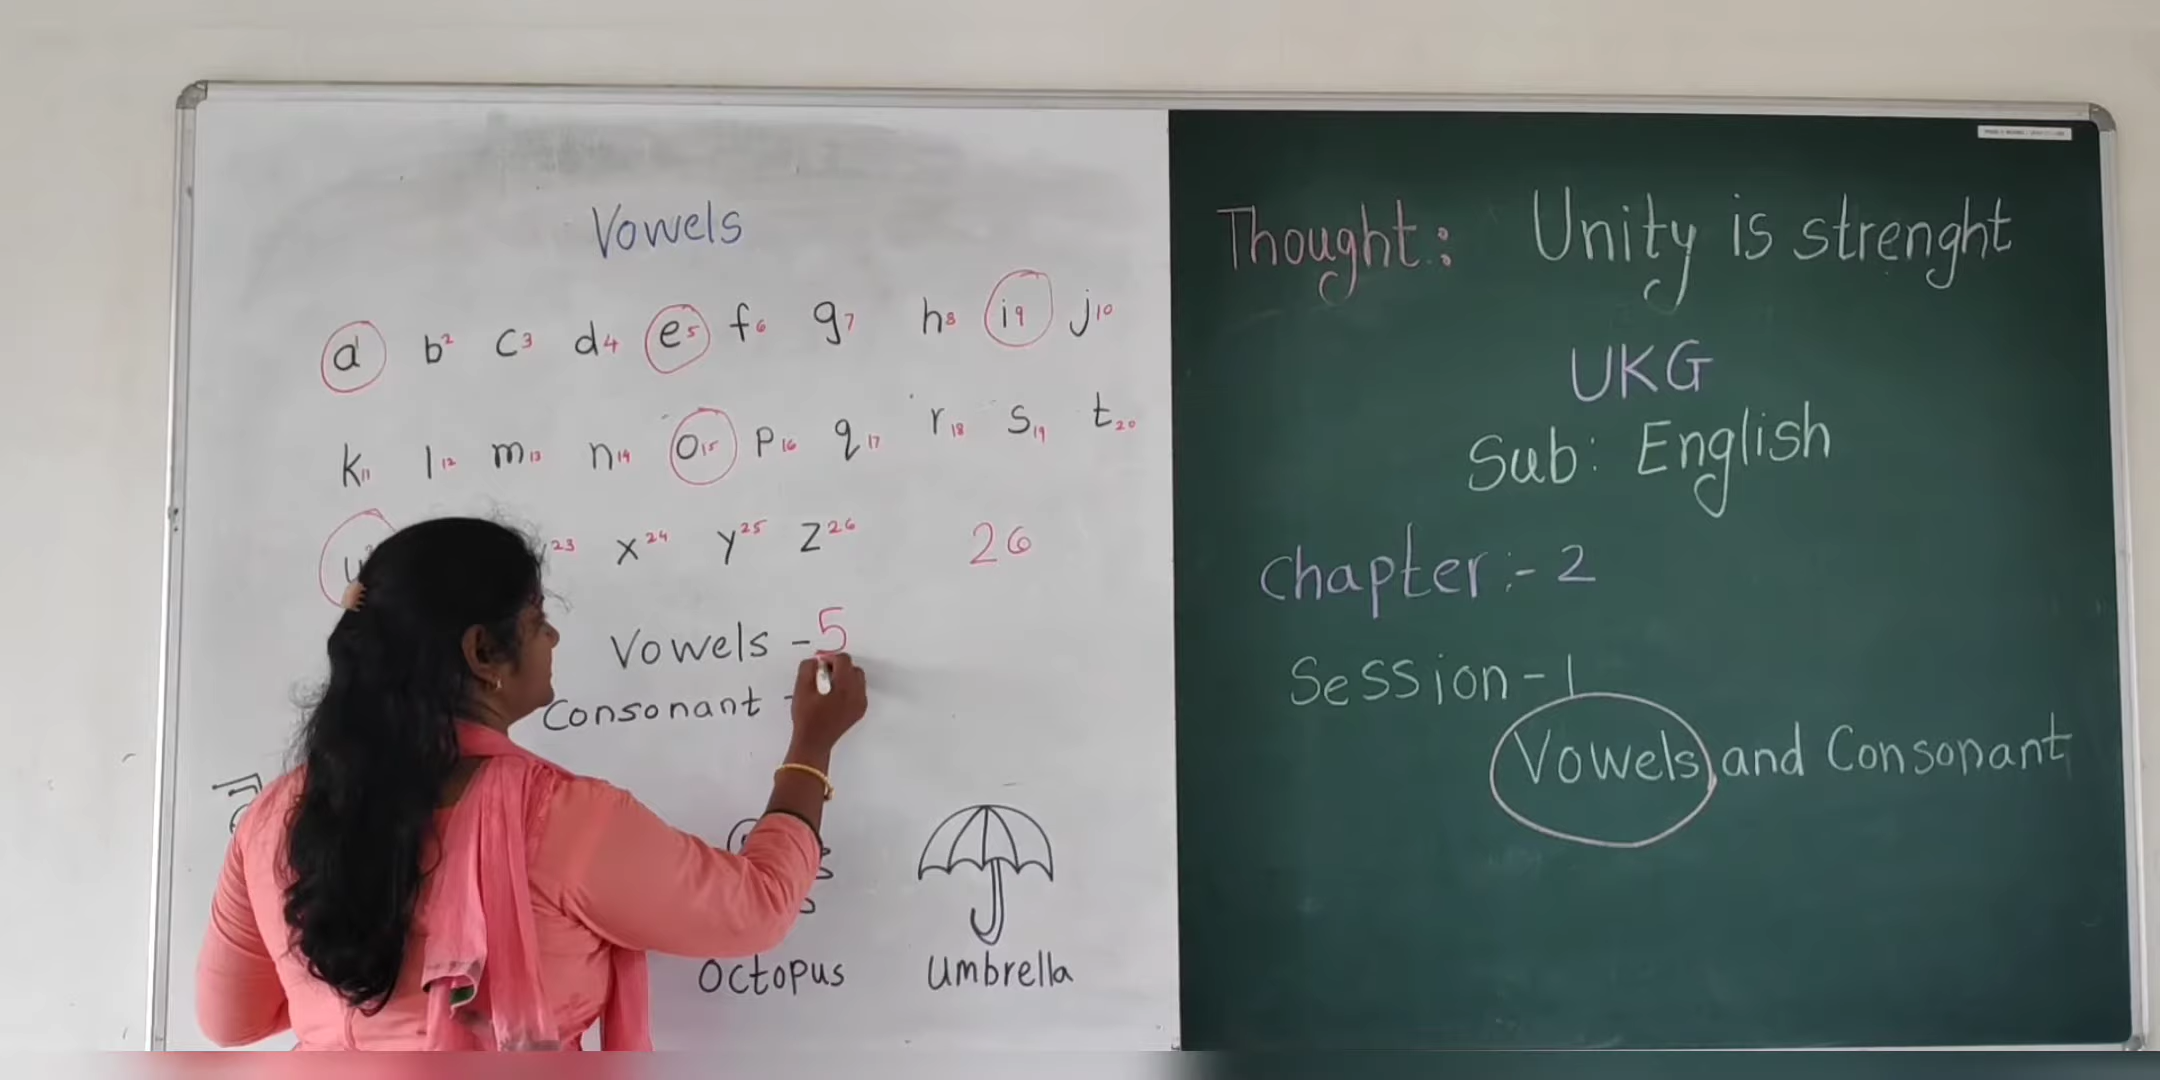 Vowels
a1 b2 c3 d4 e5 f6 g7 h8 i9 j10
k11 l12 m13 n14 o15 p16 q17 r18 s19 t20
u 23 x24 y25 z26 26
Vowels - 5
Consonant -
Octopus Umbrella
Thought: Unity is strenght
UKG
Sub: English
Chapter:- 2
Session - 1
Vowels and Consonant